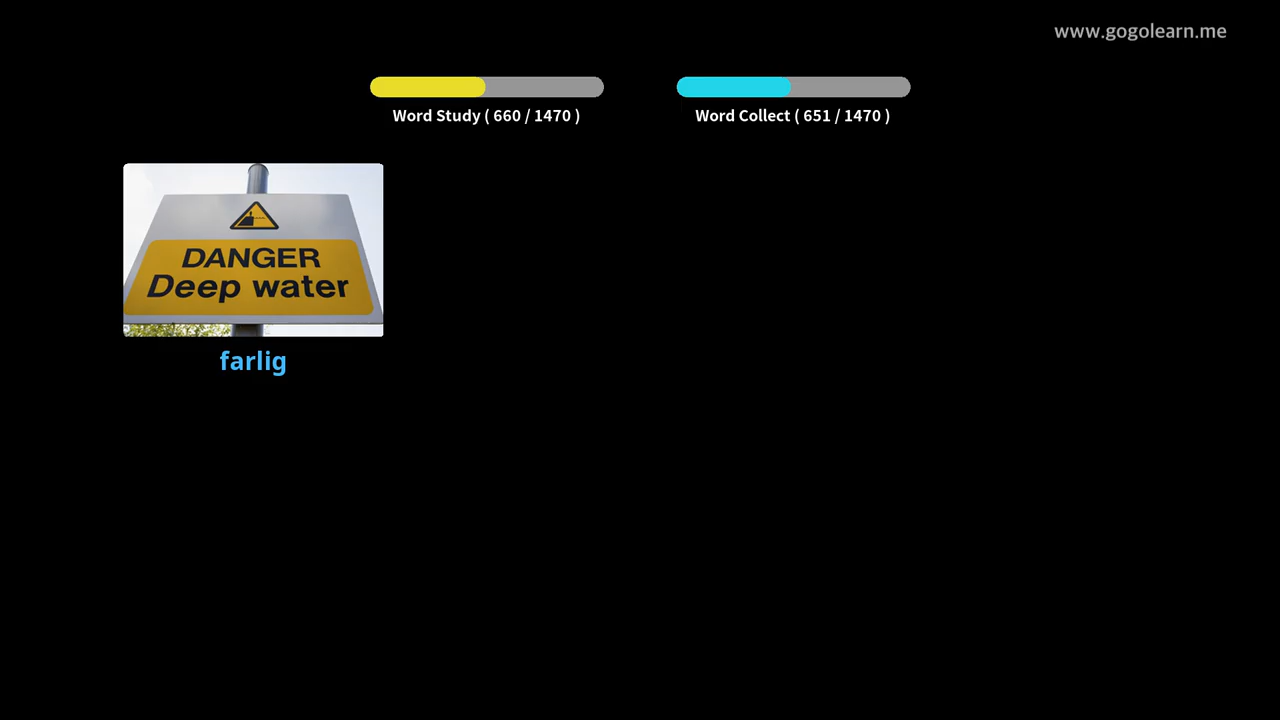 www.gogolearn.me
Word Study ( 660 / 1470 )
Word Collect ( 651 / 1470 )
DANGER
Deep water
farlig